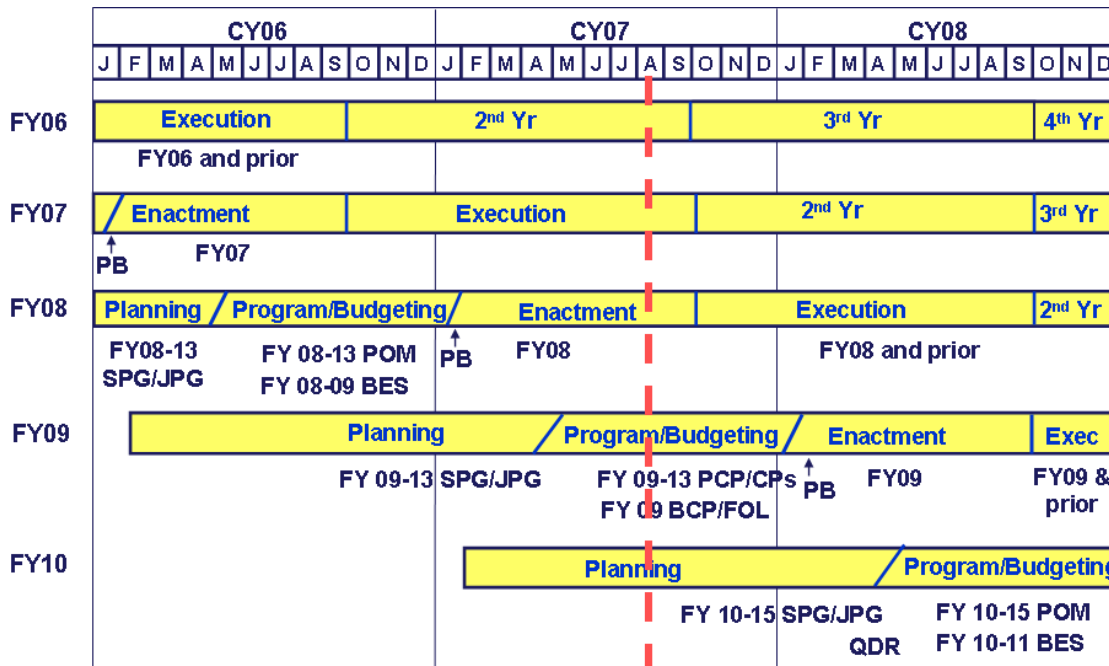 CY06 CY07 CY08
J F M A M J J A S O N D J F M A M J J A S O N D J F M A M J J A S O N D
FY06 Execution 2nd Yr 3rd Yr 4th Yr
FY06 and prior
FY07 Enactment Execution 2nd Yr 3rd Yr
PB FY07
FY08 Planning Program/Budgeting Enactment Execution 2nd Yr
FY08-13 FY 08-13 POM PB FY08 FY08 and prior
SPG/JPG FY 08-09 BES
FY09 Planning Program/Budgeting Enactment Exec
FY 09-13 SPG/JPG FY 09-13 PCP/CPs PB FY09 FY09 &
FY 09 BCP/FOL prior
FY10 Planning Program/Budgeting
FY 10-15 SPG/JPG FY 10-15 POM
QDR FY 10-11 BES